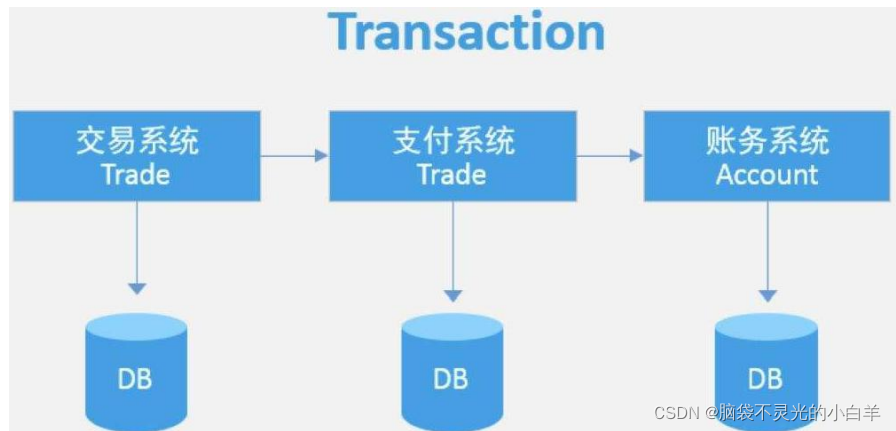 Transaction
交易系统
Trade
支付系统
Trade
账务系统
Account
DB
DB
DB
CSDN @脑袋不灵光的小白羊